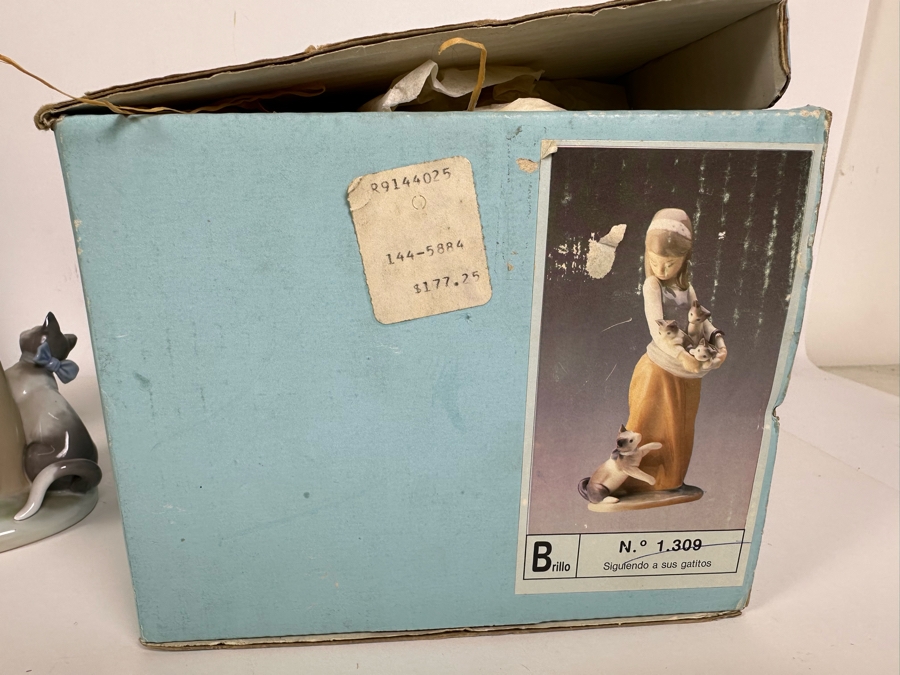 R9144025
144-5884
$177.25
Brillo
N.º 1.309
Siguiendo a sus gatitos